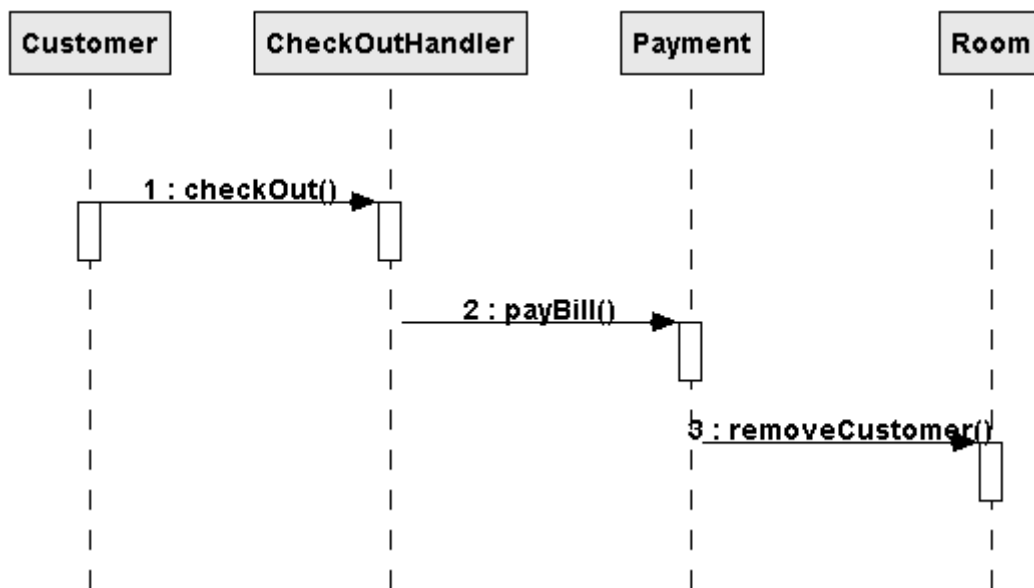 Customer
CheckOutHandler
Payment
Room
1 : checkOut()
2 : payBill()
3 : removeCustomer()